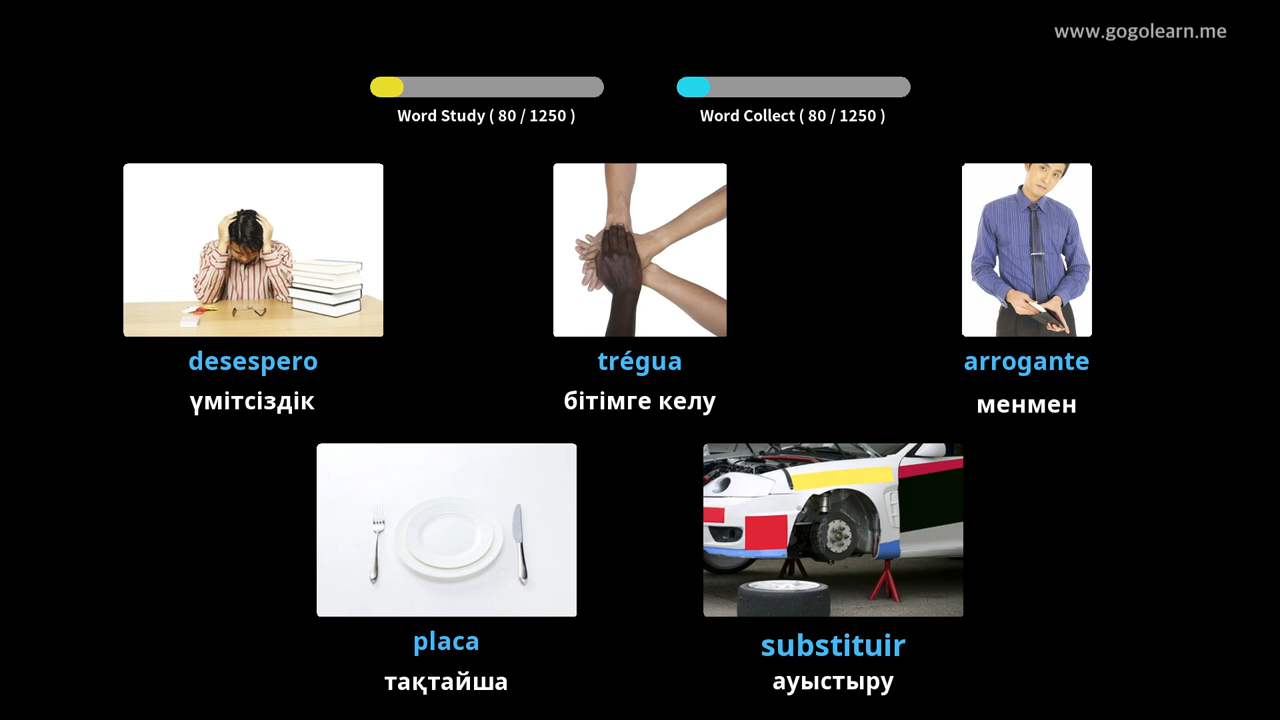 www.gogolearn.me
Word Study ( 80 / 1250 )
Word Collect ( 80 / 1250 )
desespero
trégua
arrogante
үмітсіздік
бітімге келу
менмен
placa
substituir
тақтайша
ауыстыру